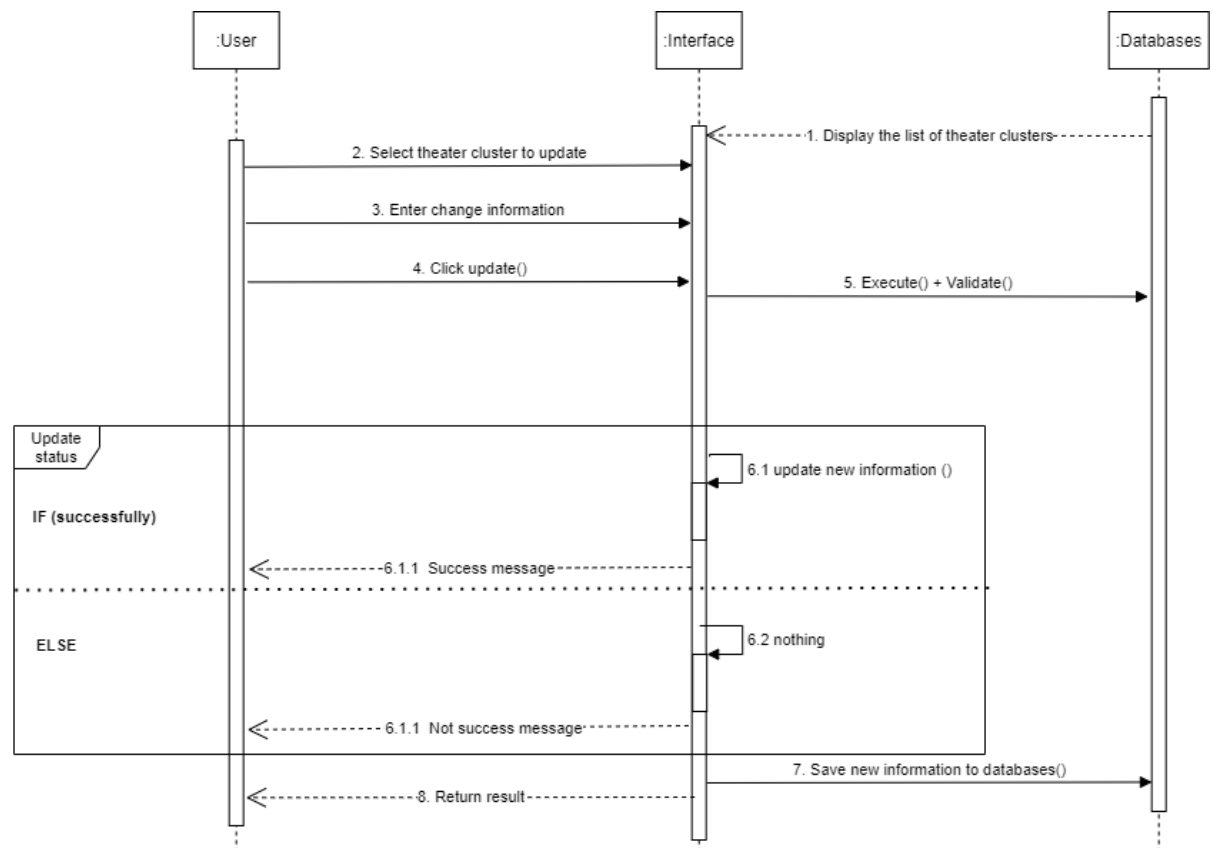 :User
:Interface
:Databases
1. Display the list of theater clusters
2. Select theater cluster to update
3. Enter change information
4. Click update()
5. Execute() + Validate()
Update
status
6.1 update new information ()
IF (successfully)
6.1.1 Success message
ELSE
6.2 nothing
6.1.1 Not success message
7. Save new information to databases()
8. Return result